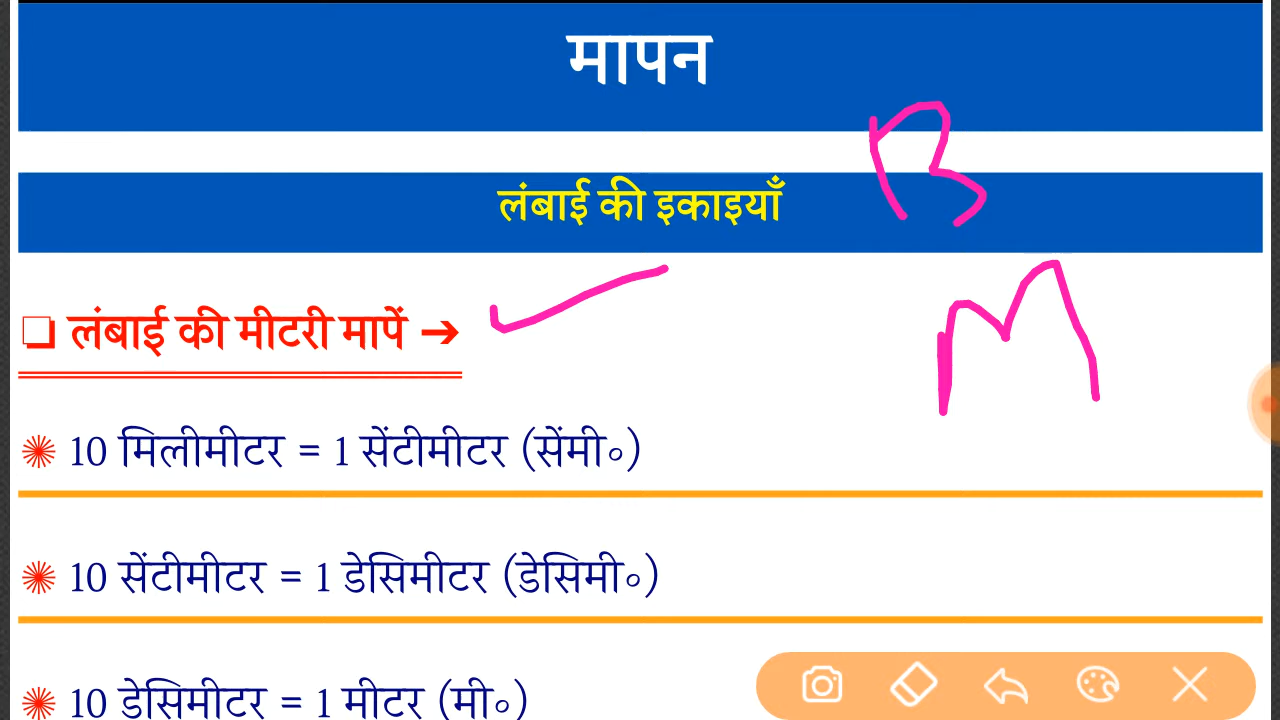 मापन
लंबाई की इकाइयाँ
B
❑ लंबाई की मीटरी मापें ➔
M
10 मिलीमीटर = 1 सेंटीमीटर (सेंमी०)
10 सेंटीमीटर = 1 डेसिमीटर (डेसिमी०)
10 डेसिमीटर = 1 मीटर (मी०)